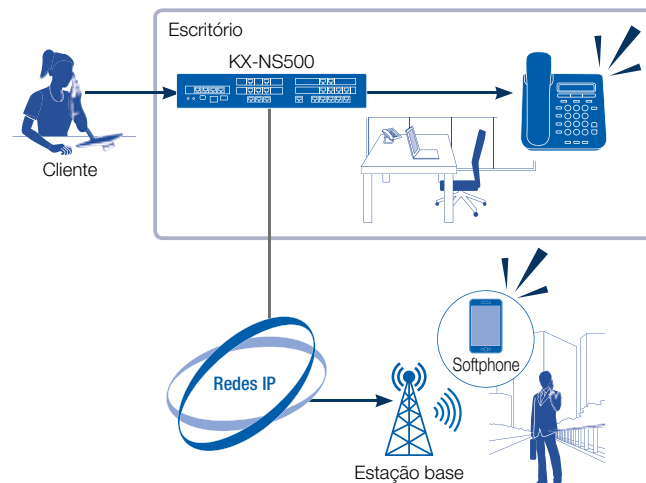 Escritório
KX-NS500
Cliente
Softphone
Redes IP
Estação base